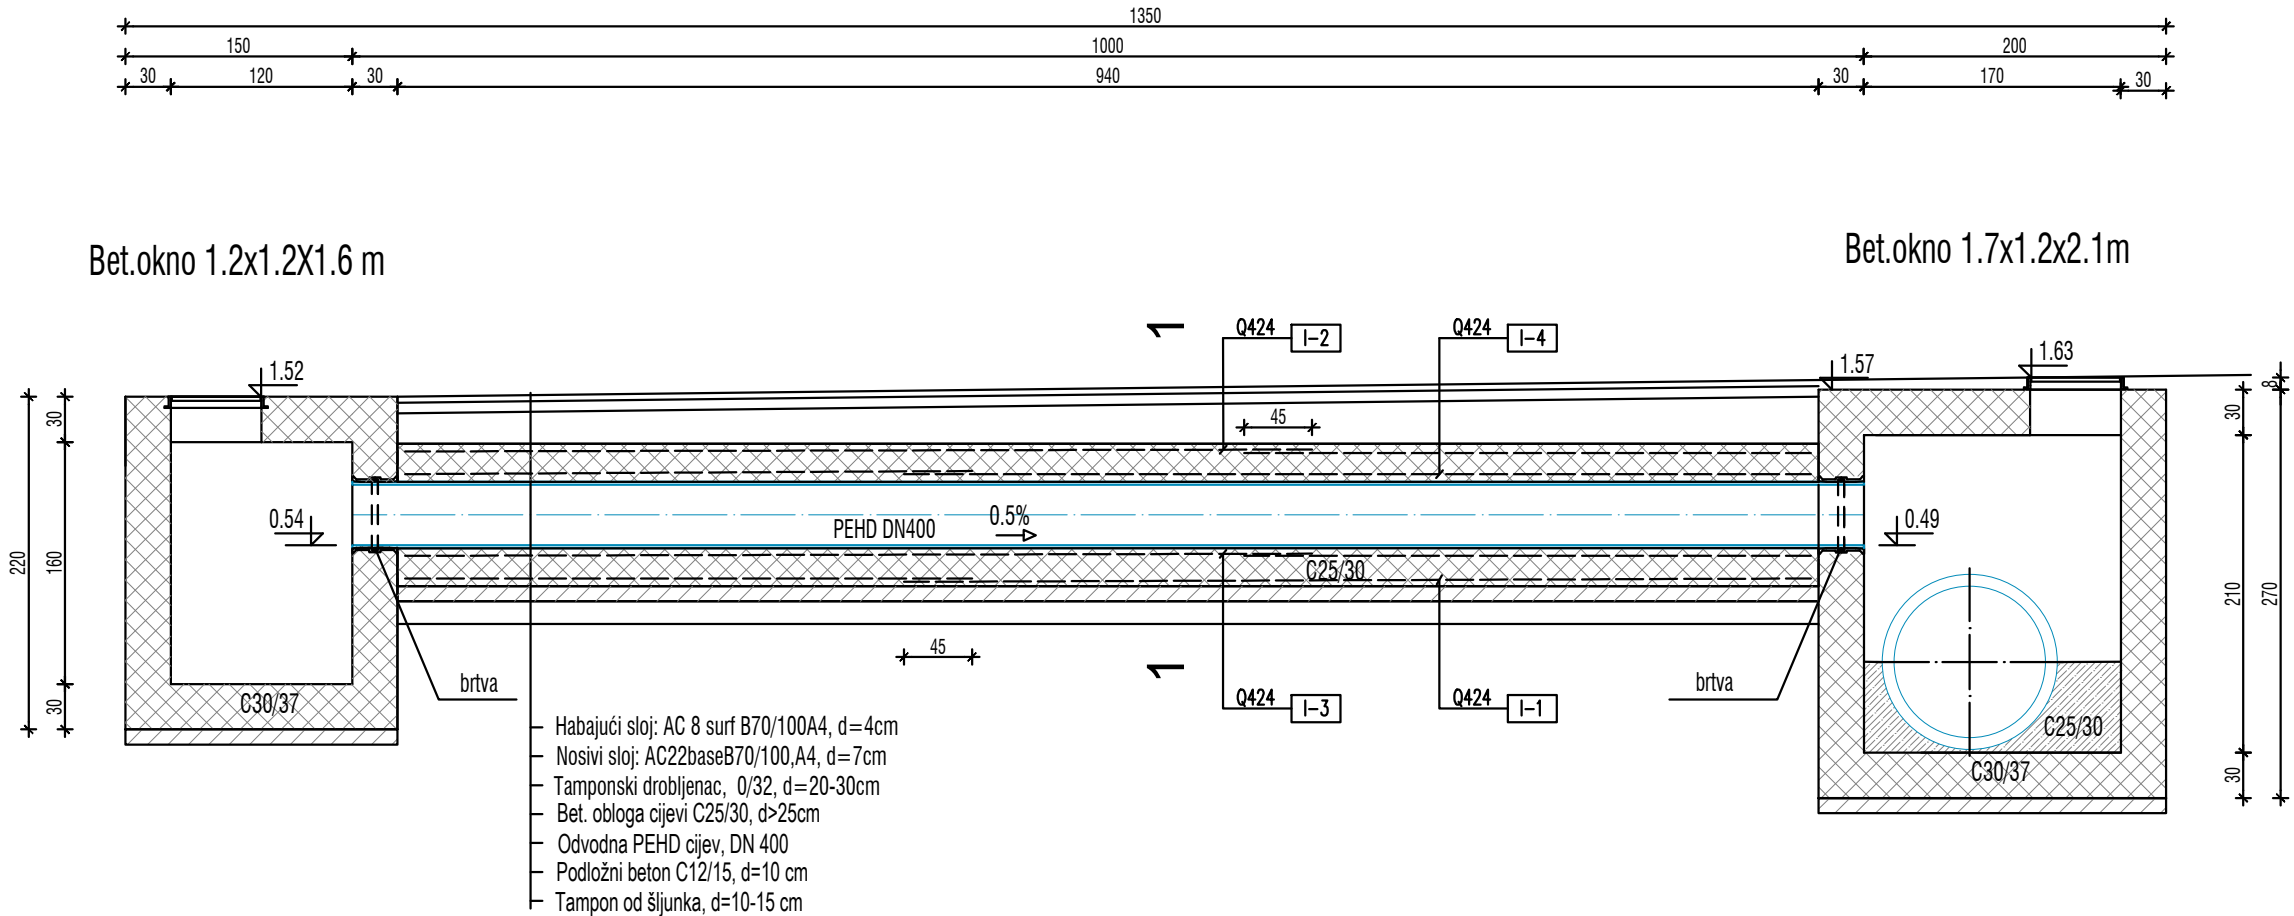 1350
150 1000 200
30 120 30 940 30 170 30
Bet.okno 1.2x1.2X1.6 m
Bet.okno 1.7x1.2x2.1m
1 Q424 I-2 Q424 I-4
1.52
1.57
1.63
8
30
30
45
0.54
PEHD DN400
0.5%
0.49
220
160
C25/30
210
270
45
1
brtva
brtva
30
C30/37
Q424 I-3 Q424 I-1
C25/30
C30/37
30
Habajući sloj: AC 8 surf B70/100A4, d=4cm
Nosivi sloj: AC22baseB70/100,A4, d=7cm
Tamponski drobljenac, 0/32, d=20-30cm
Bet. obloga cijevi C25/30, d>25cm
Odvodna PEHD cijev, DN 400
Podložni beton C12/15, d=10 cm
Tampon od šljunka, d=10-15 cm